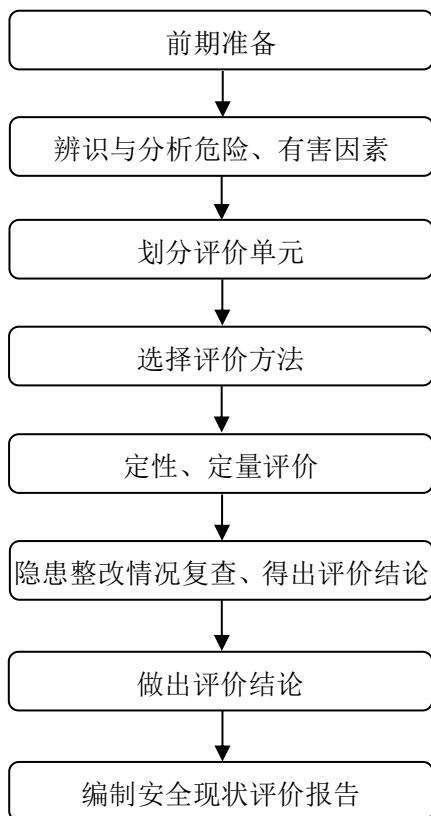 前期准备
辨识与分析危险、有害因素
划分评价单元
选择评价方法
定性、定量评价
隐患整改情况复查、得出评价结论
做出评价结论
编制安全现状评价报告